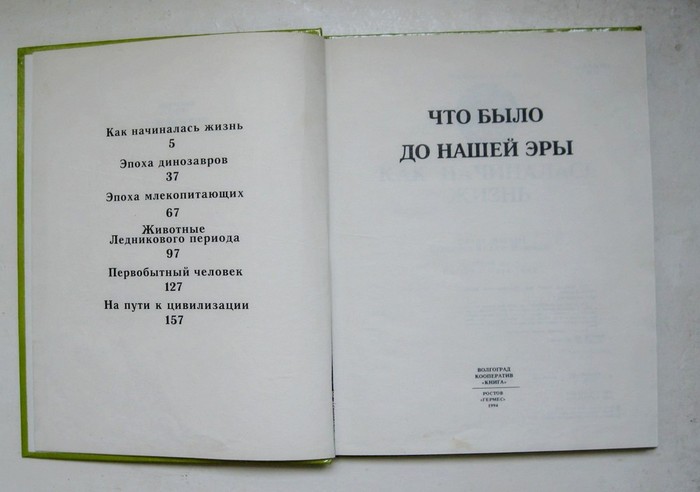 Как начиналась жизнь
5
Эпоха динозавров
37
Эпоха млекопитающих
67
Животные
Ледникового периода
97
Первобытный человек
127
На пути к цивилизации
157
ЧТО БЫЛО
ДО НАШЕЙ ЭРЫ
ВОЛГОГРАД
КООПЕРАТИВ
«КНИГА»
РОСТОВ
«ГЕРМЕС»
1994